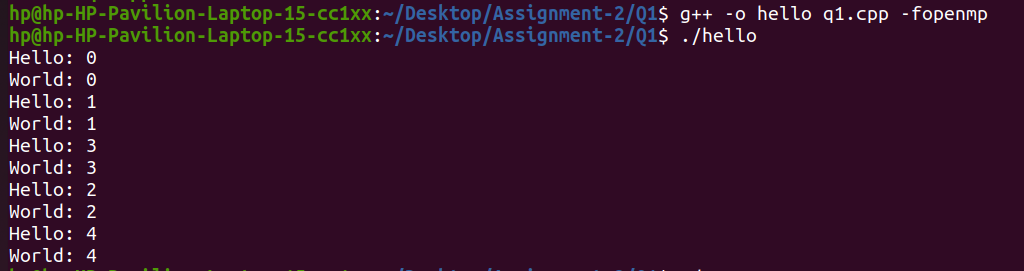 hp@hp-HP-Pavilion-Laptop-15-cc1xx:~/Desktop/Assignment-2/Q1$ g++ -o hello q1.cpp -fopenmp
hp@hp-HP-Pavilion-Laptop-15-cc1xx:~/Desktop/Assignment-2/Q1$ ./hello
Hello: 0
World: 0
Hello: 1
World: 1
Hello: 3
World: 3
Hello: 2
World: 2
Hello: 4
World: 4